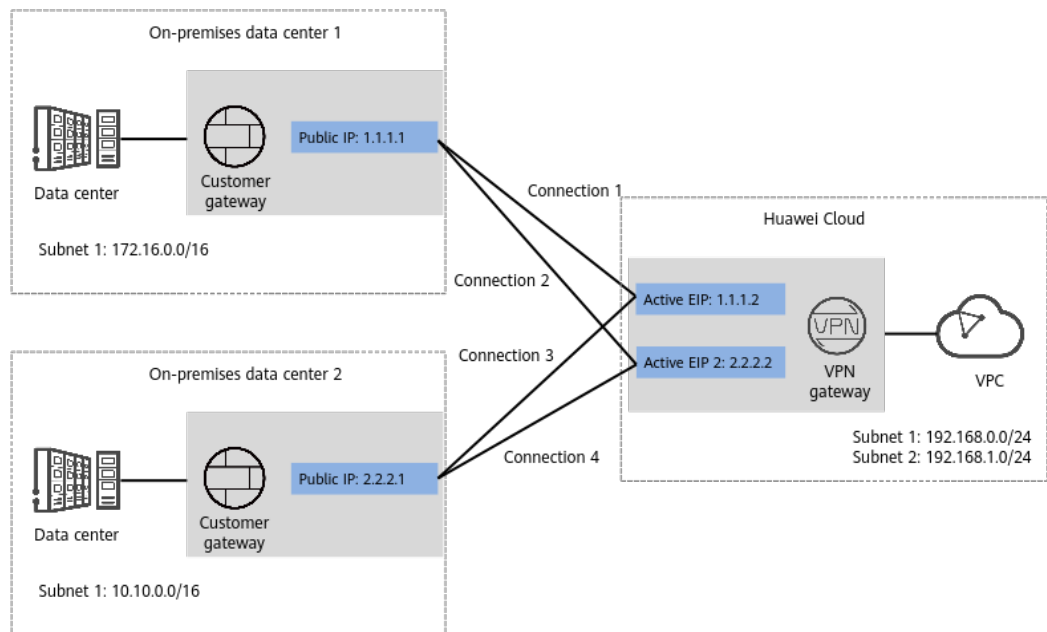 On-premises data center 1
Public IP: 1.1.1.1
Data center
Customer
gateway
Subnet 1: 172.16.0.0/16
Connection 1
Connection 2
Connection 3
Connection 4
Huawei Cloud
Active EIP: 1.1.1.2
Active EIP 2: 2.2.2.2
VPN
VPN
gateway
VPC
Subnet 1: 192.168.0.0/24
Subnet 2: 192.168.1.0/24
On-premises data center 2
Public IP: 2.2.2.1
Data center
Customer
gateway
Subnet 1: 10.10.0.0/16